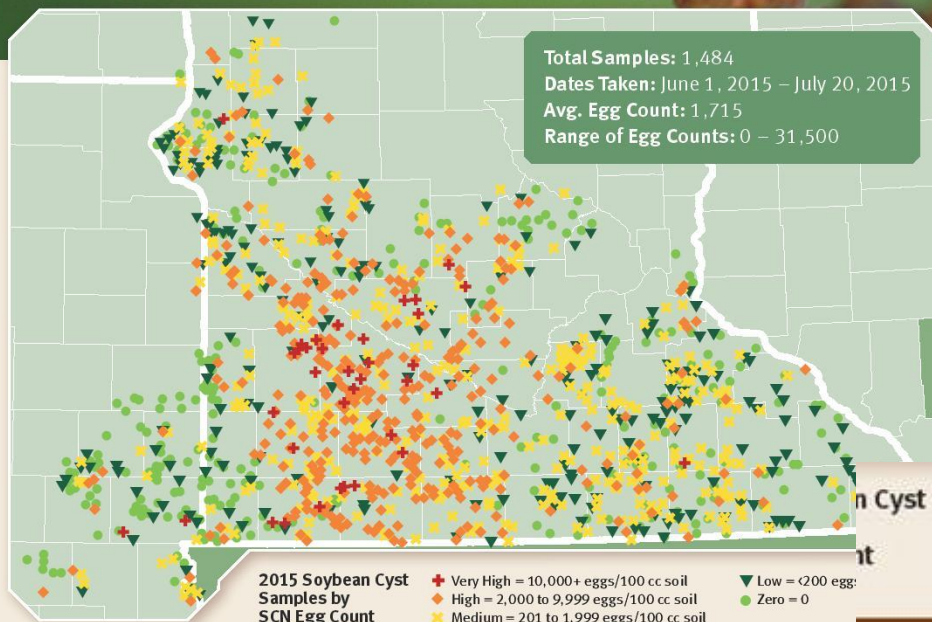 Total Samples: 1,484
Dates Taken: June 1, 2015 – July 20, 2015
Avg. Egg Count: 1,715
Range of Egg Counts: 0 – 31,500
n Cyst
nt
2015 Soybean Cyst
Samples by
SCN Egg Count
Very High = 10,000+ eggs/100 cc soil
High = 2,000 to 9,999 eggs/100 cc soil
Medium = 201 to 1,999 eggs/100 cc soil
Low = <200 eggs
Zero = 0